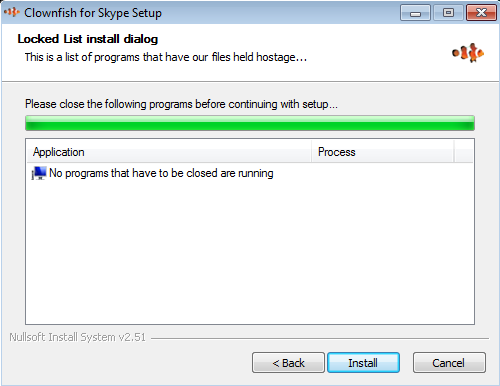 Clownfish for Skype Setup
Locked List install dialog
This is a list of programs that have our files held hostage...
Please close the following programs before continuing with setup...
Application Process
No programs that have to be closed are running
Nullsoft Install System v2.51
< Back Install Cancel